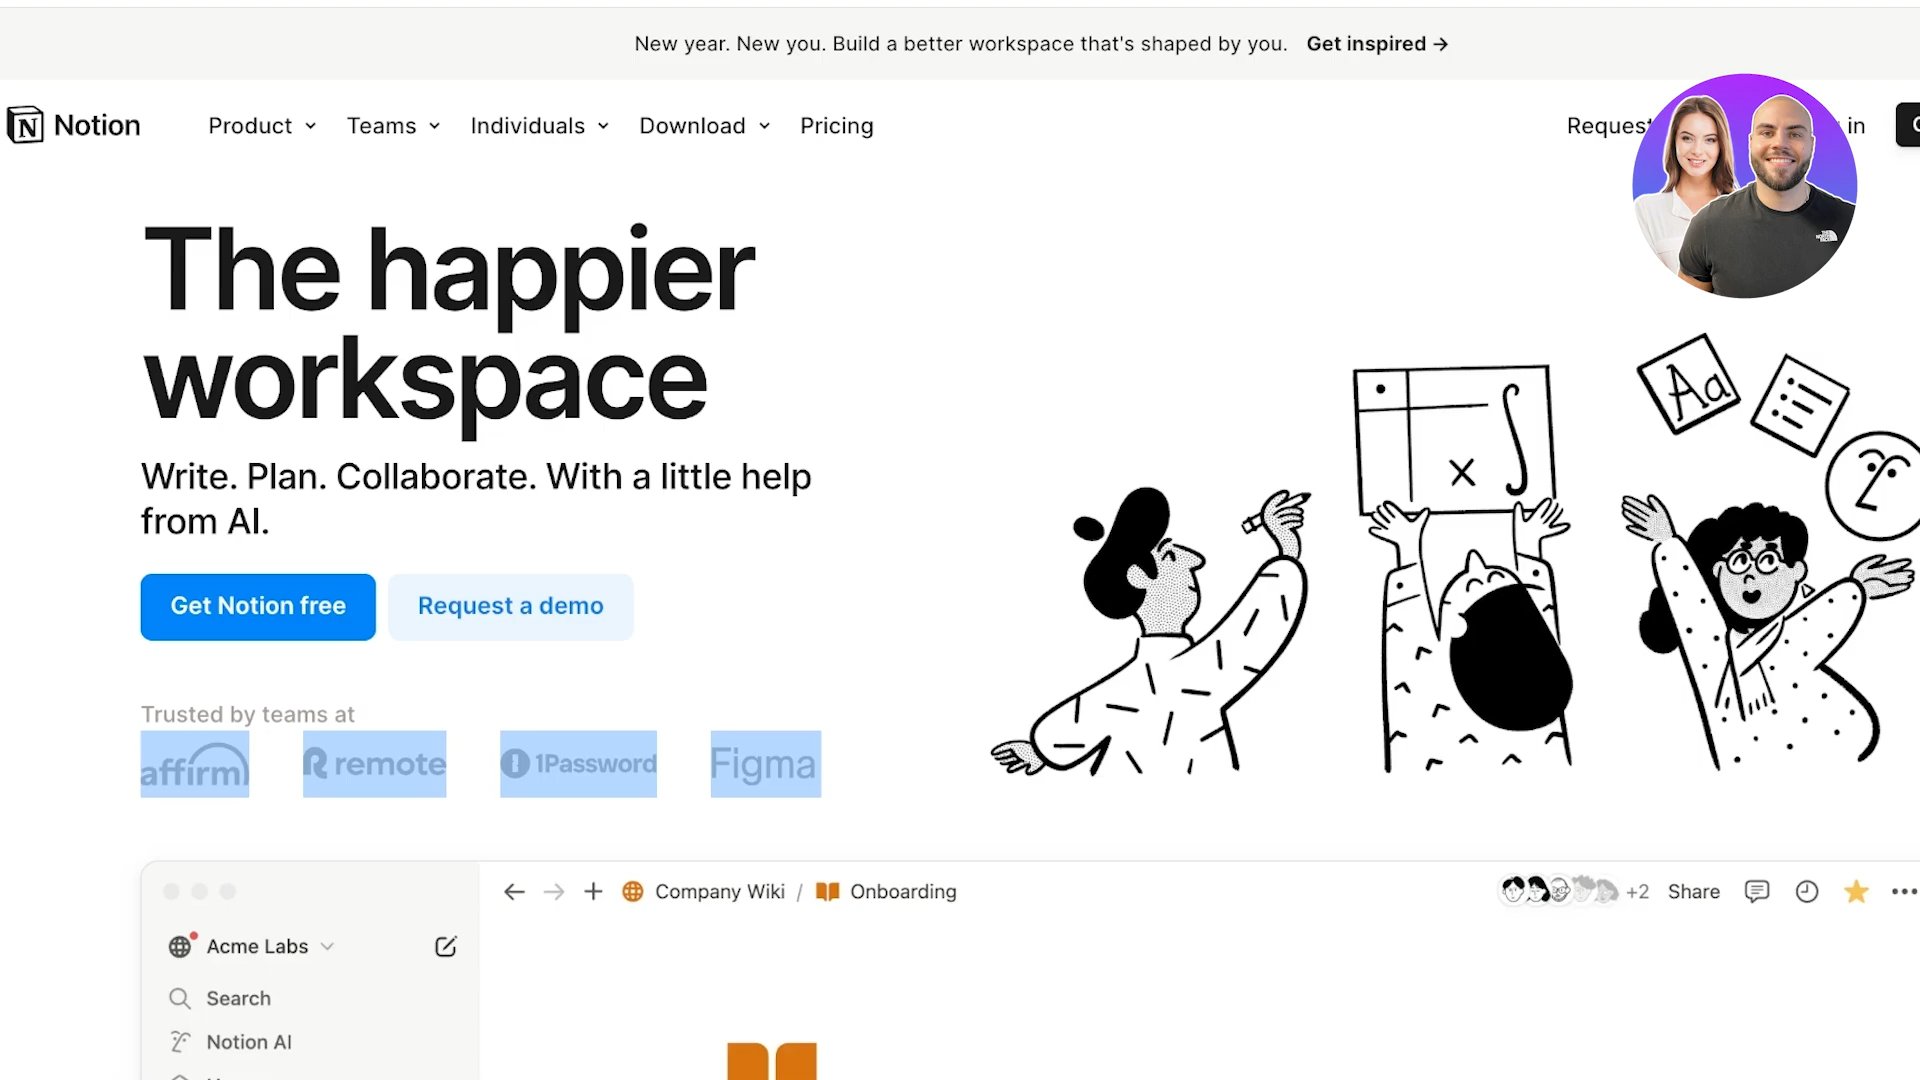 New year. New you. Build a better workspace that's shaped by you. Get inspired →
Notion Product Teams Individuals Download Pricing Request in
The happier
workspace
Write. Plan. Collaborate. With a little help
from AI.
Get Notion free Request a demo
Trusted by teams at
affirm remote 1Password Figma
Aa
x
Company Wiki / Onboarding +2 Share
Acme Labs
Search
Notion AI